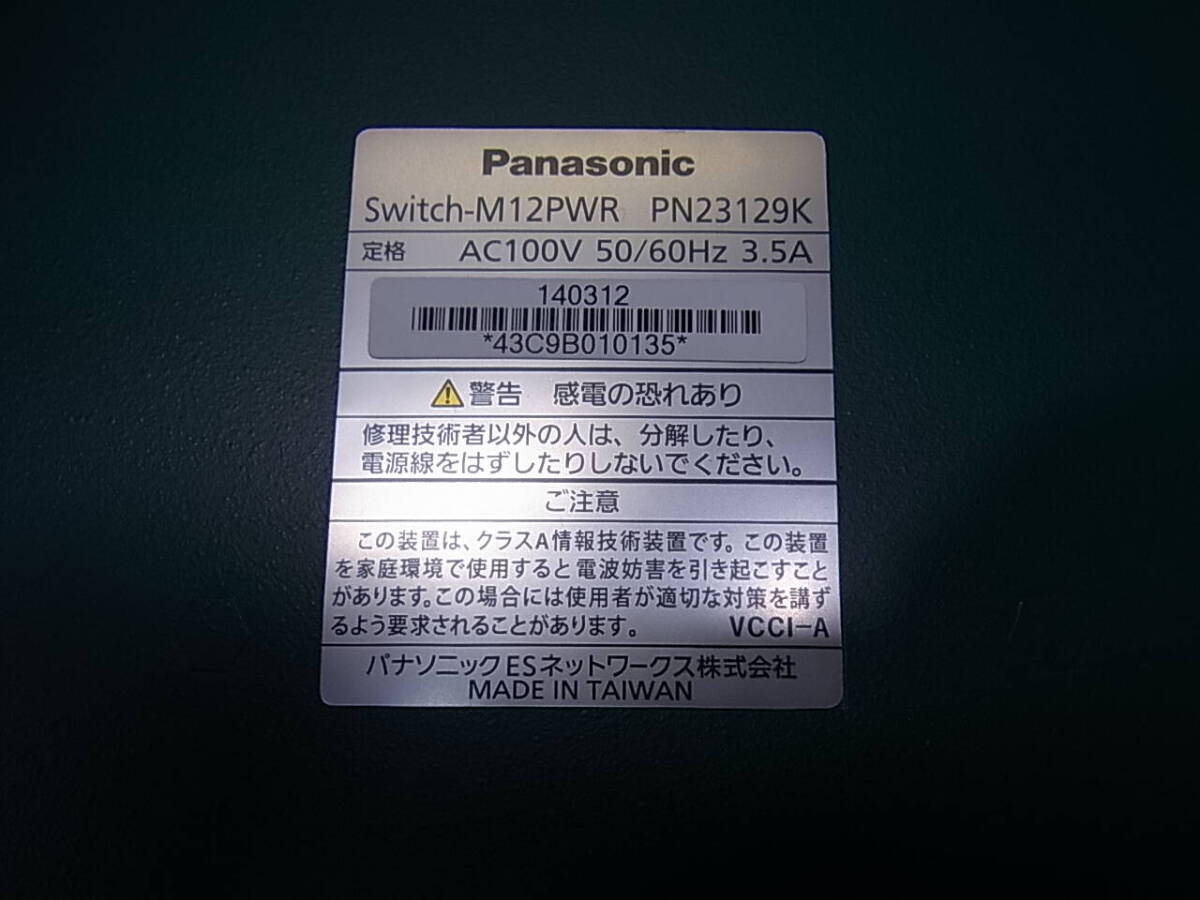 Panasonic
Switch-M12PWR PN23129K
定格 AC100V 50/60Hz 3.5A
140312
*43C9B010135*
警告 感電の恐れあり
修理技術者以外の人は、分解したり、
電源線をはずしたりしないでください。
ご注意
この装置は、クラスA情報技術装置です。この装置
を家庭環境で使用すると電波妨害を引き起こすこと
があります。この場合には使用者が適切な対策を講ず
るよう要求されることがあります。 VCCI-A
パナソニックESネットワークス株式会社
MADE IN TAIWAN